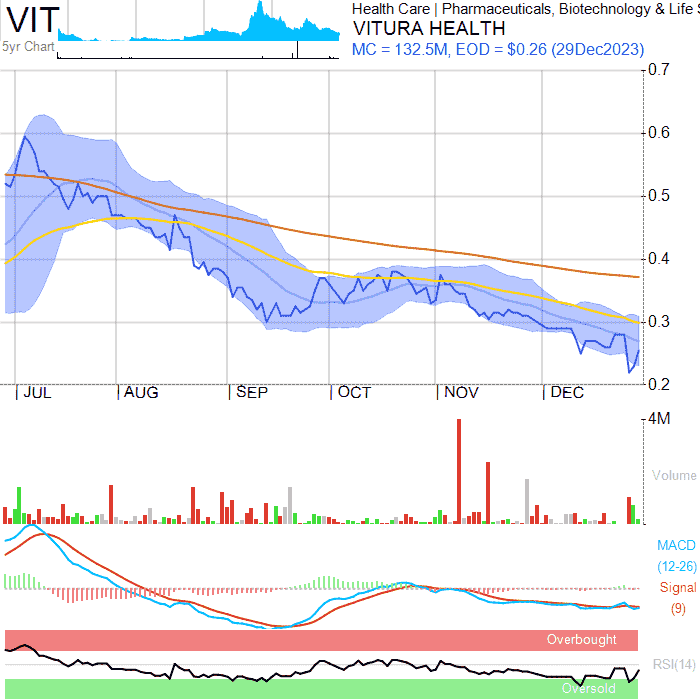 VIT
5yr Chart
Health Care | Pharmaceuticals, Biotechnology & Life S
VITURA HEALTH
MC = 132.5M, EOD = $0.26 (29Dec2023)
0.7
0.6
0.5
0.4
0.3
0.2
JUL AUG SEP OCT NOV DEC
4M
Volume
MACD
(12-26)
Signal
(9)
Overbought
RSI(14)
Oversold